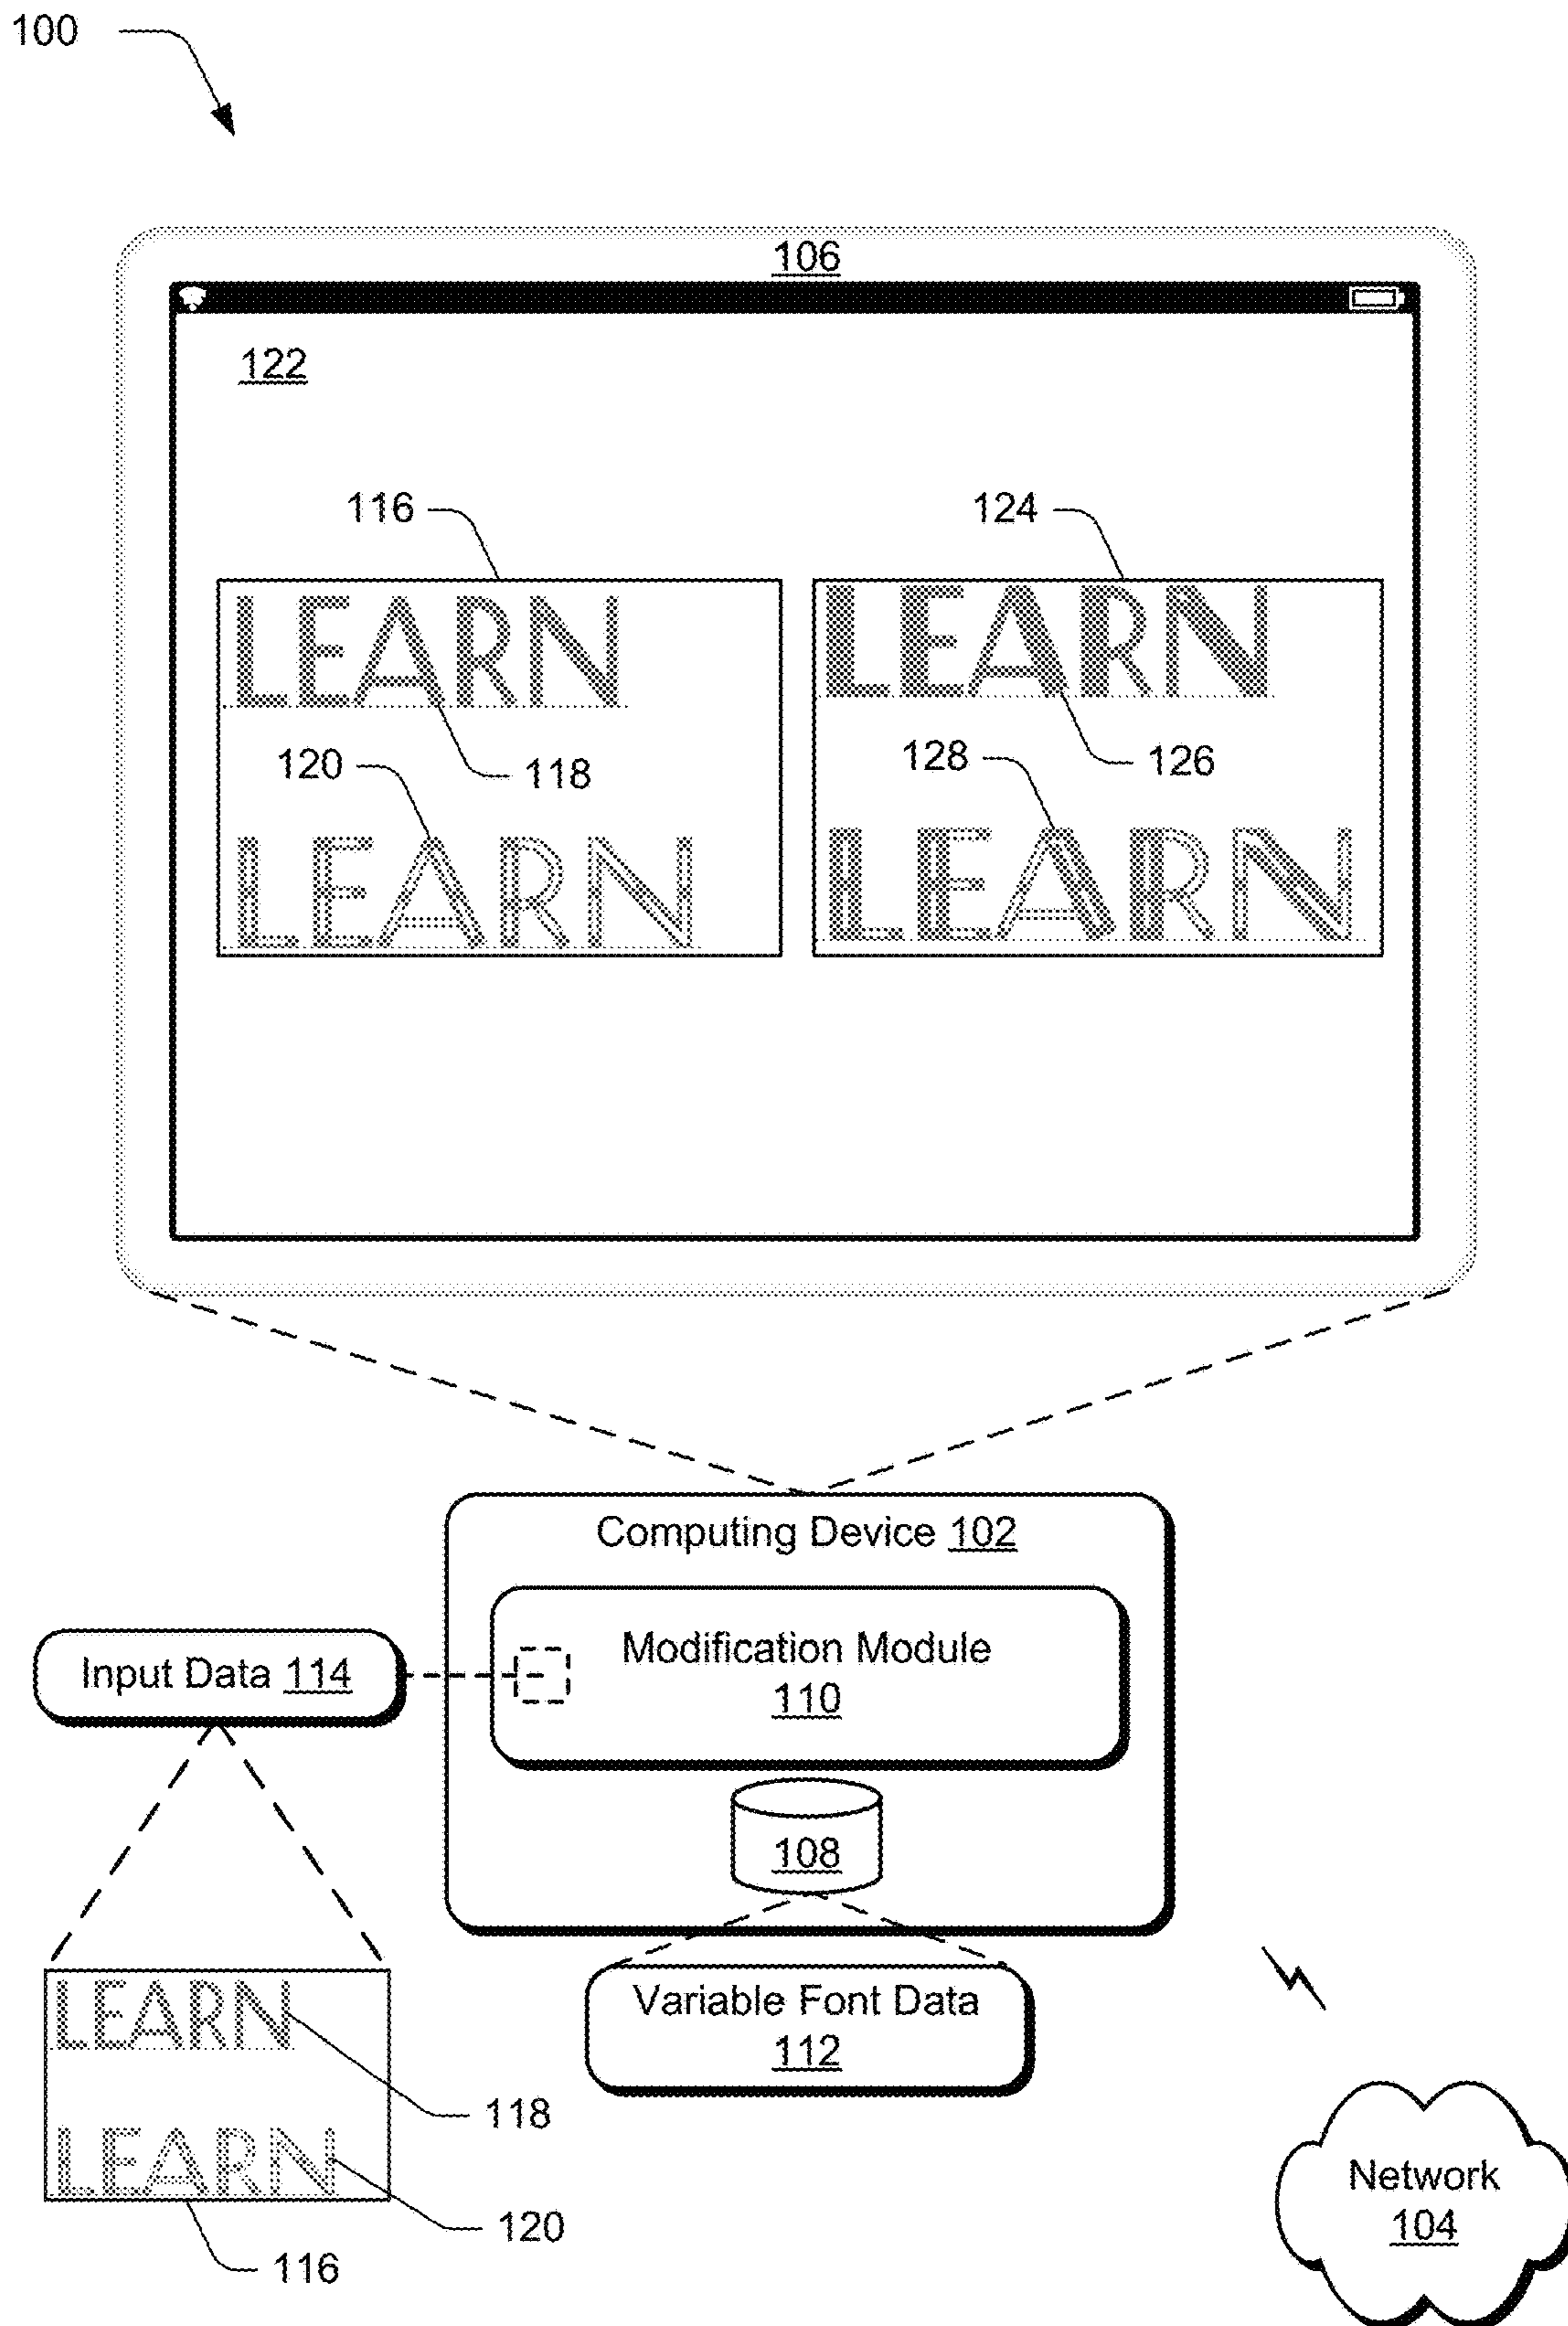 100
106
122
116
124
LEARN
LEARN
120
118
128
126
LEARN
LEARN
Computing Device 102
Modification Module
110
Input Data 114
108
Variable Font Data
112
LEARN
118
LEARN
120
116
Network
104